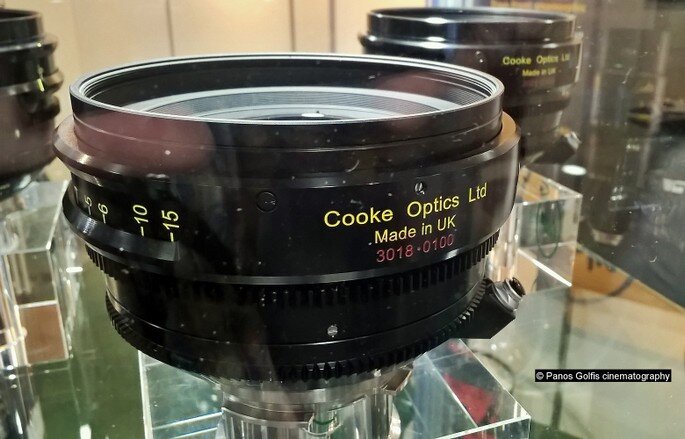 Cooke Optics Ltd
Made in UK
Cooke Optics Ltd
Made in UK
3018·0100
5
6
10
15
© Panos Golfis cinematography